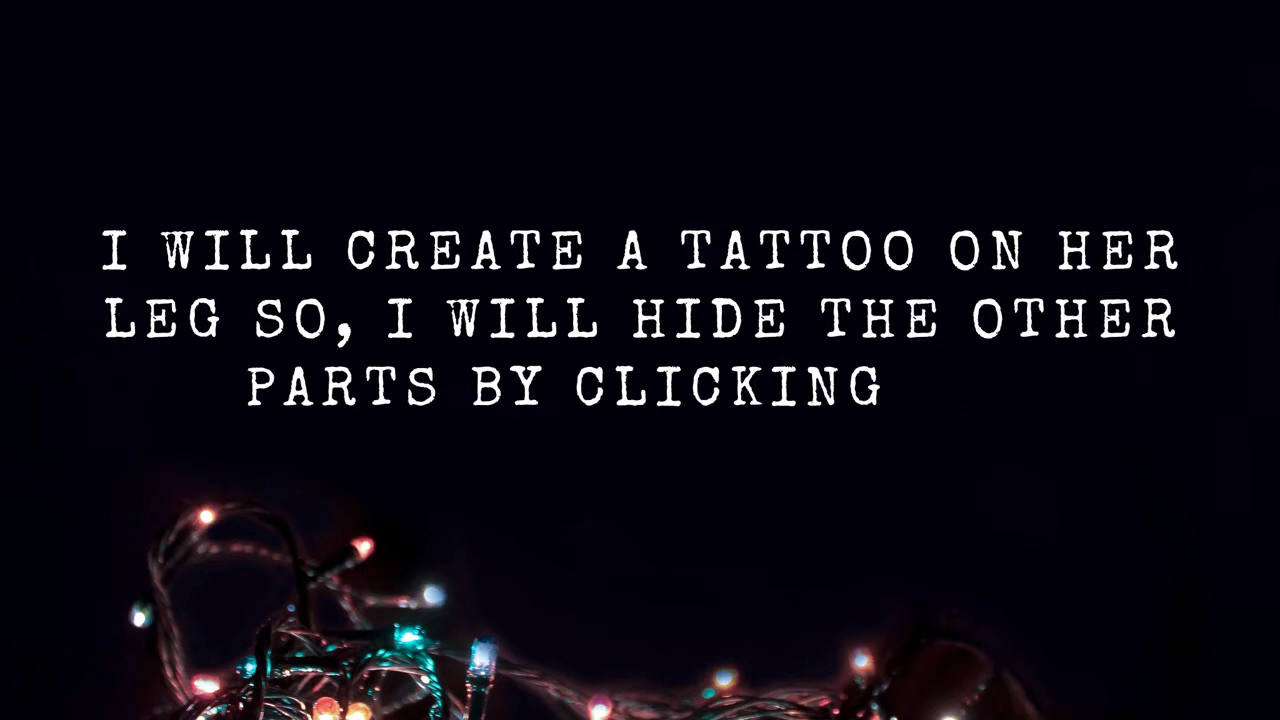 I WILL CREATE A TATTOO ON HER
LEG SO, I WILL HIDE THE OTHER
PARTS BY CLICKING